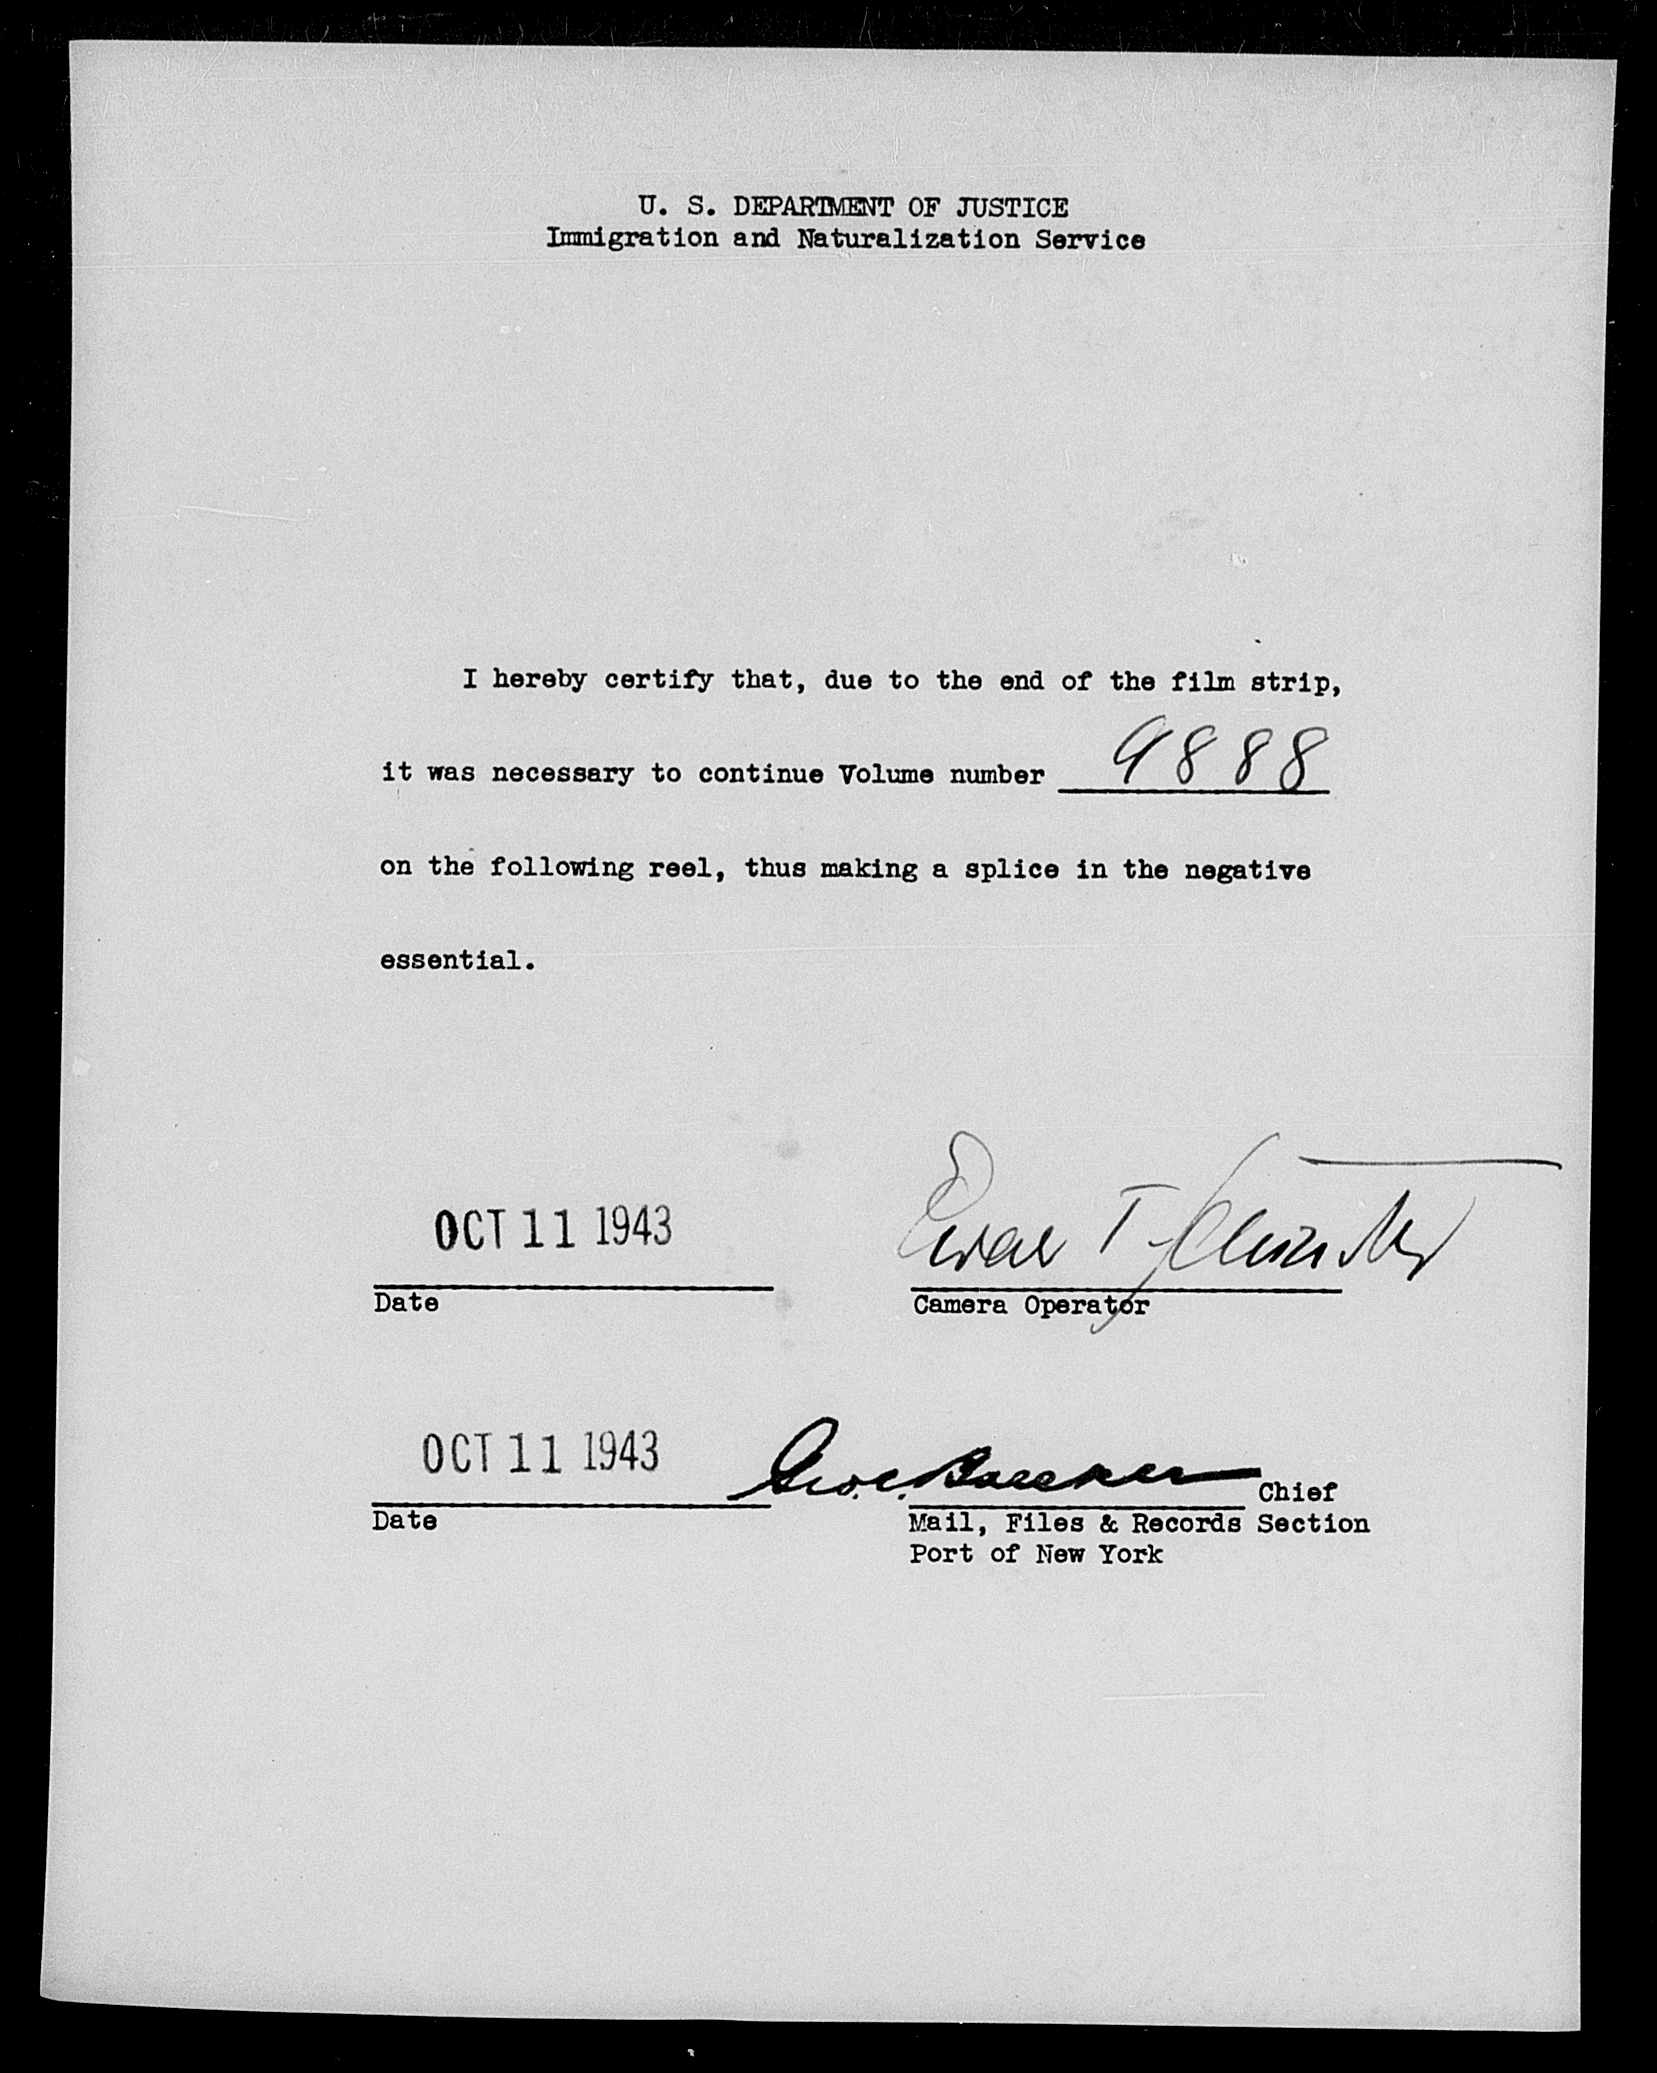 U. S. DEPARTMENT OF JUSTICE
Immigration and Naturalization Service
I hereby certify that, due to the end of the film strip,
it was necessary to continue Volume number 9888
on the following reel, thus making a splice in the negative
essential.
OCT 11 1943
Date
T.
Camera Operator
OCT 11 1943
Date
Geo. C.
Chief
Mail, Files & Records Section
Port of New York